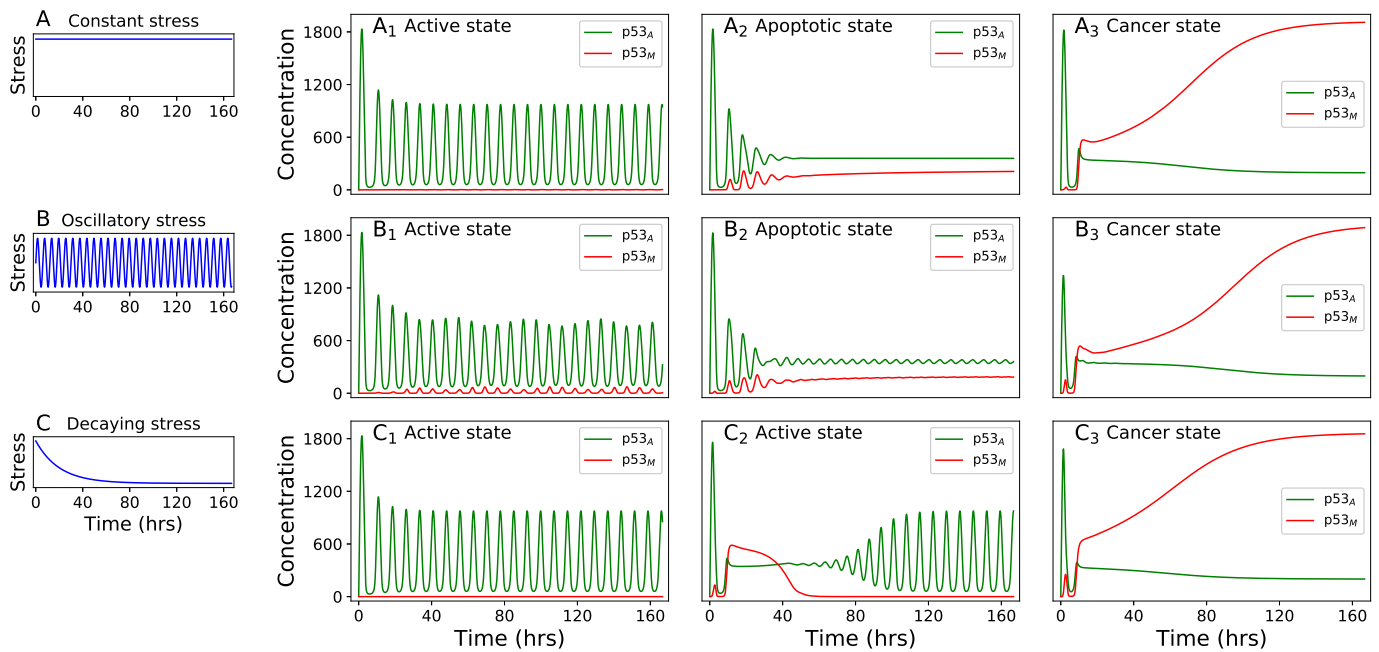 A Constant stress
Stress
0 40 80 120 160
A1 Active state
p53A
p53M
Concentration
1800
1200
600
0
A2 Apoptotic state
p53A
p53M
A3 Cancer state
p53A
p53M
B Oscillatory stress
Stress
0 40 80 120 160
B1 Active state
p53A
p53M
Concentration
1800
1200
600
0
B2 Apoptotic state
p53A
p53M
B3 Cancer state
p53A
p53M
C Decaying stress
Stress
0 40 80 120 160
Time (hrs)
C1 Active state
p53A
p53M
Concentration
1800
1200
600
0
0 40 80 120 160
Time (hrs)
C2 Active state
p53A
p53M
0 40 80 120 160
Time (hrs)
C3 Cancer state
p53A
p53M
0 40 80 120 160
Time (hrs)